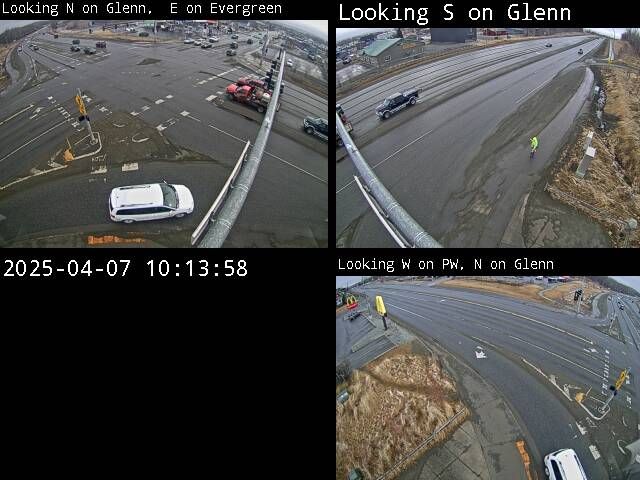 Looking N on Glenn,  E on Evergreen
Looking S on Glenn
2025-04-07 10:13:58
Looking W on PW, N on Glenn